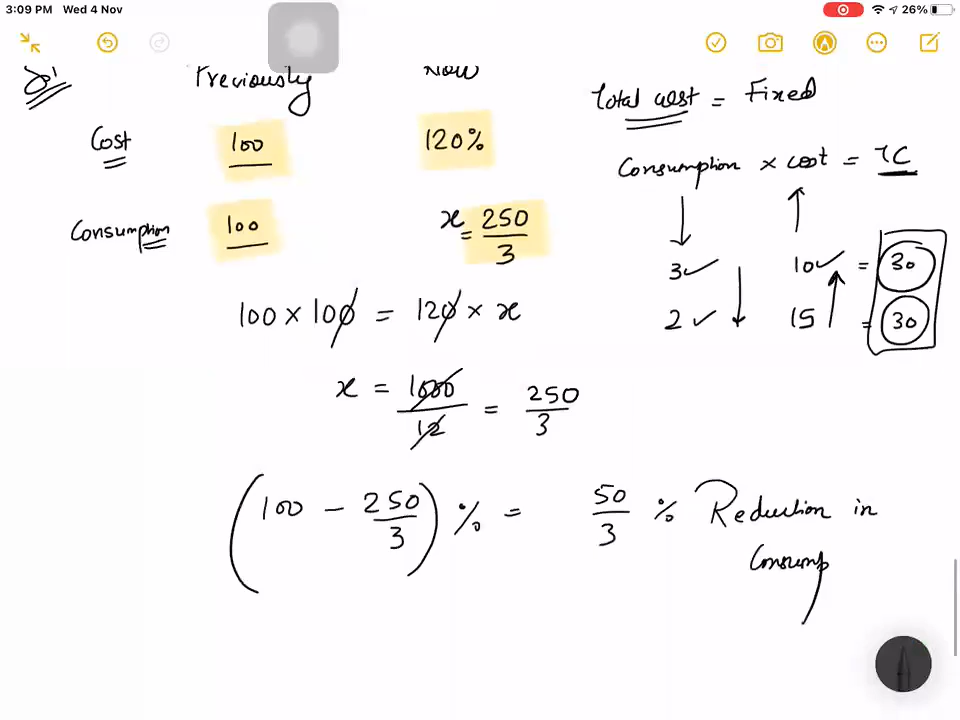 3:09 PM Wed 4 Nov 26%
Sol
Previously Now
Total cost = Fixed
Cost 100 120%
Consumption × cost = TC
Consumption 100 x = 250/3
3 ✓ 10 ✓ = 30
2 ✓ 15 = 30
100 × 100 = 120 × x
x = 1000/12 = 250/3
(100 − 250/3) % = 50/3 % Reduction in
Consump